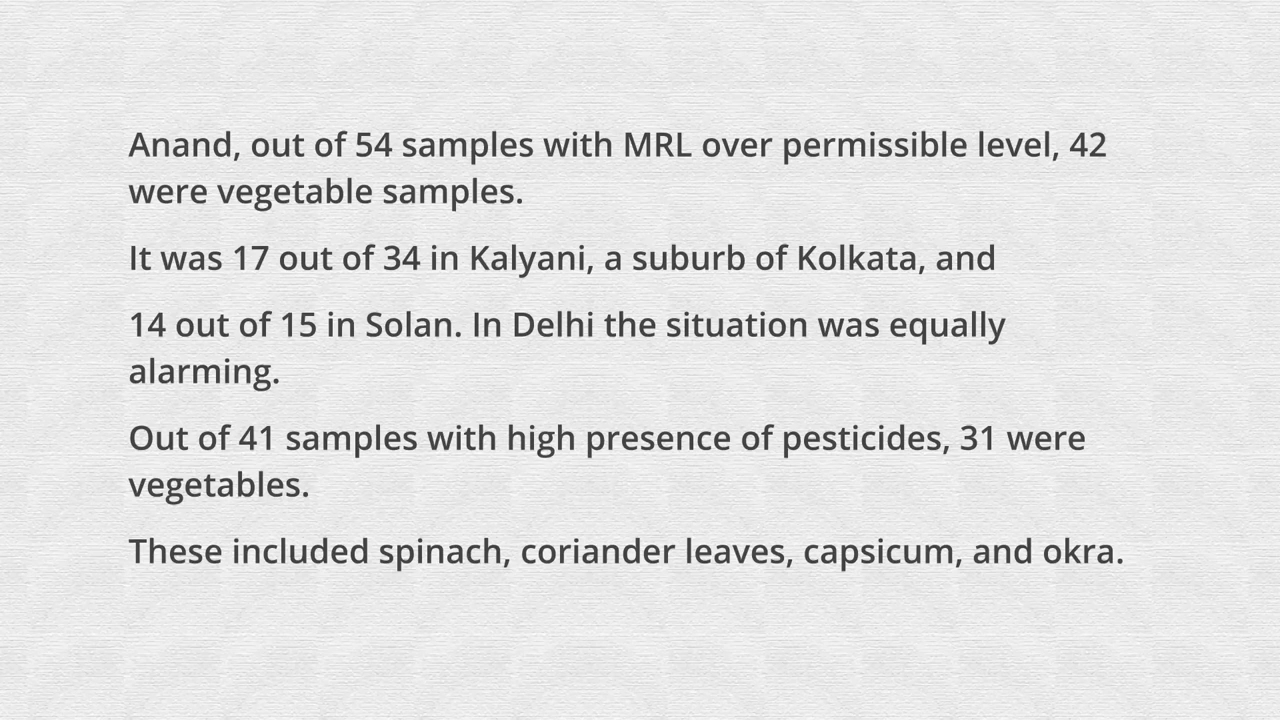 Anand, out of 54 samples with MRL over permissible level, 42
were vegetable samples.
It was 17 out of 34 in Kalyani, a suburb of Kolkata, and
14 out of 15 in Solan. In Delhi the situation was equally
alarming.
Out of 41 samples with high presence of pesticides, 31 were
vegetables.
These included spinach, coriander leaves, capsicum, and okra.